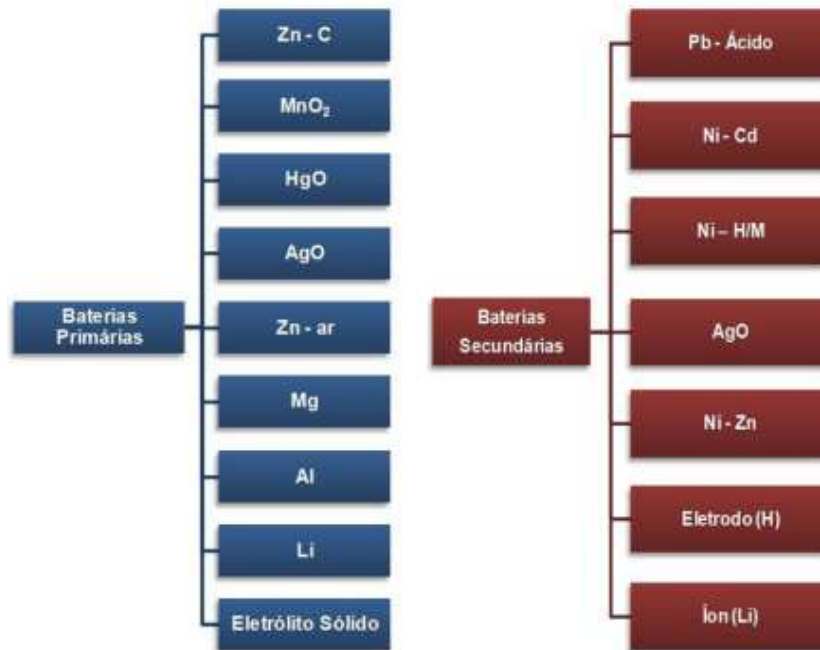 Baterias
Primárias
Zn - C
MnO₂
HgO
AgO
Zn - ar
Mg
Al
Li
Eletrólito Sólido
Baterias
Secundárias
Pb - Ácido
Ni - Cd
Ni – H/M
AgO
Ni - Zn
Eletrodo (H)
Íon (Li)